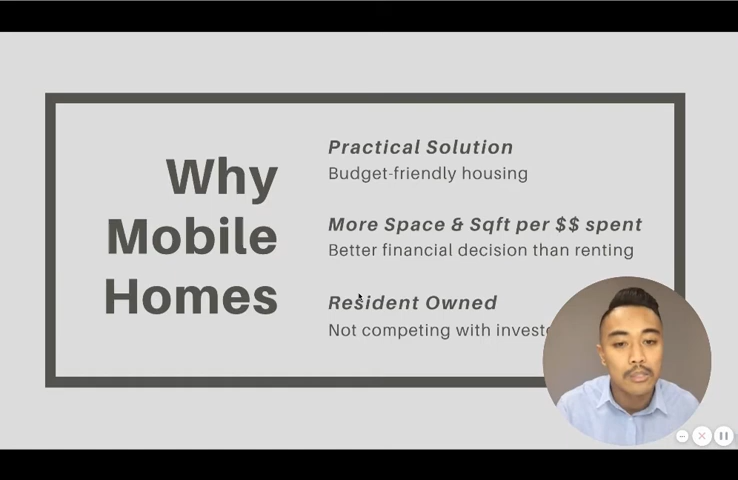 Why
Mobile
Homes
Practical Solution
Budget-friendly housing
More Space & Sqft per $$ spent
Better financial decision than renting
Resident Owned
Not competing with